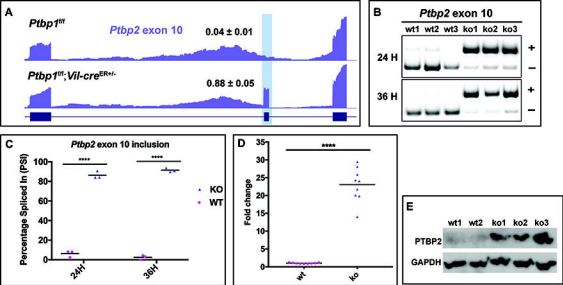 A
Ptbp2 exon 10
Ptbp1f/f
0.04 ± 0.01
Ptbp1f/f;Vil-creER+/-
0.88 ± 0.05
B
Ptbp2 exon 10
wt1 wt2 wt3 ko1 ko2 ko3
24 H
+
–
36 H
+
–
C
Ptbp2 exon 10 inclusion
Percentage Spliced In (PSI)
100
80
60
40
20
0
****
****
24H
36H
KO
WT
D
****
Fold change
40
30
25
20
15
10
5
0
wt
ko
E
wt1 wt2 ko1 ko2 ko3
PTBP2
GAPDH